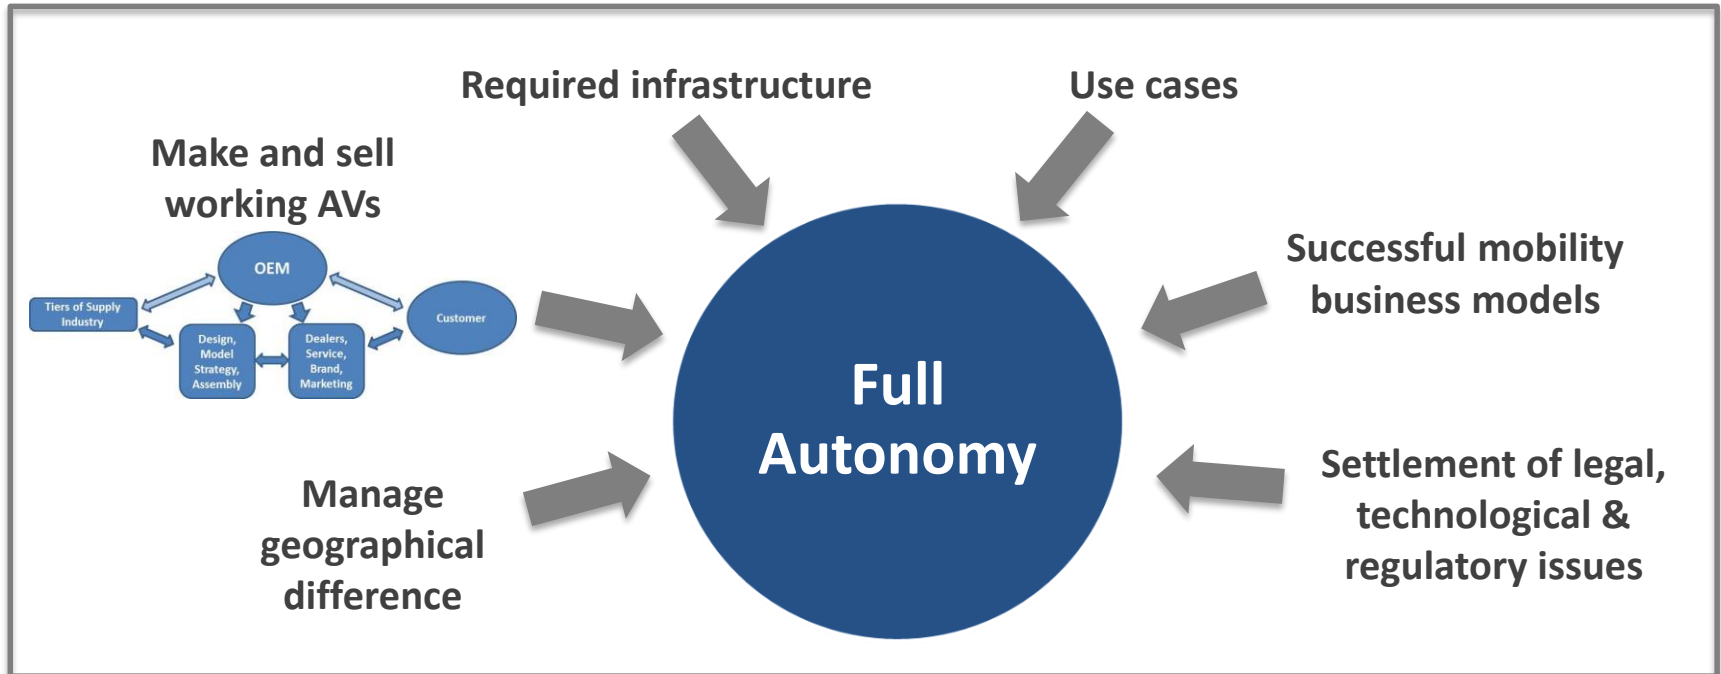 Required infrastructure
Use cases
Make and sell
working AVs
OEM
Tiers of Supply
Industry
Customer
Design,
Model
Strategy,
Assembly
Dealers,
Service,
Brand,
Marketing
Successful mobility
business models
Full
Autonomy
Manage
geographical
difference
Settlement of legal,
technological &
regulatory issues